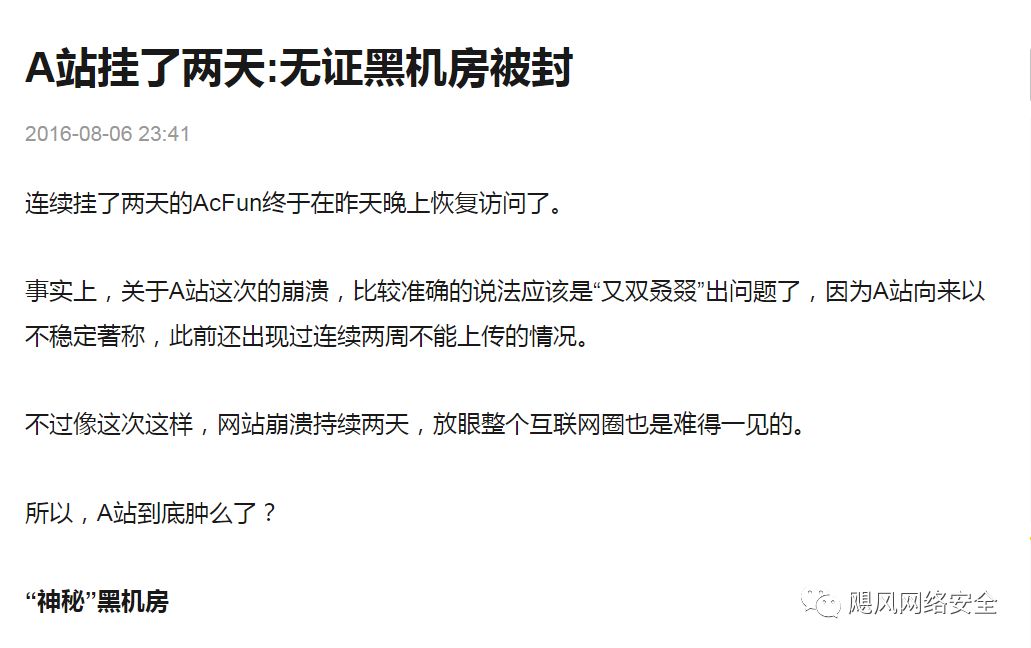 A站挂了两天:无证黑机房被封
2016-08-06 23:41
连续挂了两天的AcFun终于在昨天晚上恢复访问了。
事实上，关于A站这次的崩溃，比较准确的说法应该是“又双叒叕”出问题了，因为A站向来以
不稳定著称，此前还出现过连续两周不能上传的情况。
不过像这次这样，网站崩溃持续两天，放眼整个互联网圈也是难得一见的。
所以，A站到底肿么了？
“神秘”黑机房
飓风网络安全